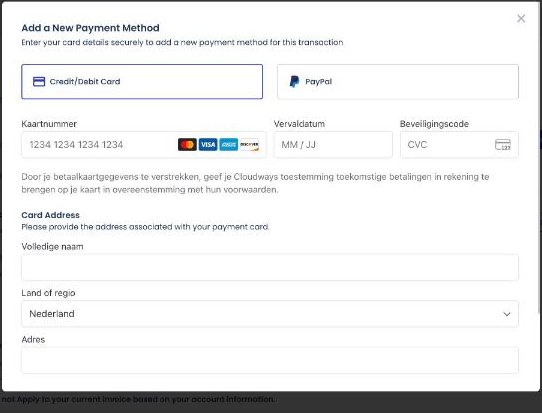 Add a New Payment Method
Enter your card details securely to add a new payment method for this transaction
Credit/Debit Card
PayPal
Kaartnummer
Vervaldatum
Beveiligingscode
1234 1234 1234 1234
VISA
DISCOVER
MM / JJ
CVC
123
Door je betaalkaartgegevens te verstrekken, geef je Cloudways toestemming toekomstige betalingen in rekening te
brengen op je kaart in overeenstemming met hun voorwaarden.
Card Address
Please provide the address associated with your payment card.
Volledige naam
Land of regio
Nederland
Adres
not Apply to your current invoice based on your account information.